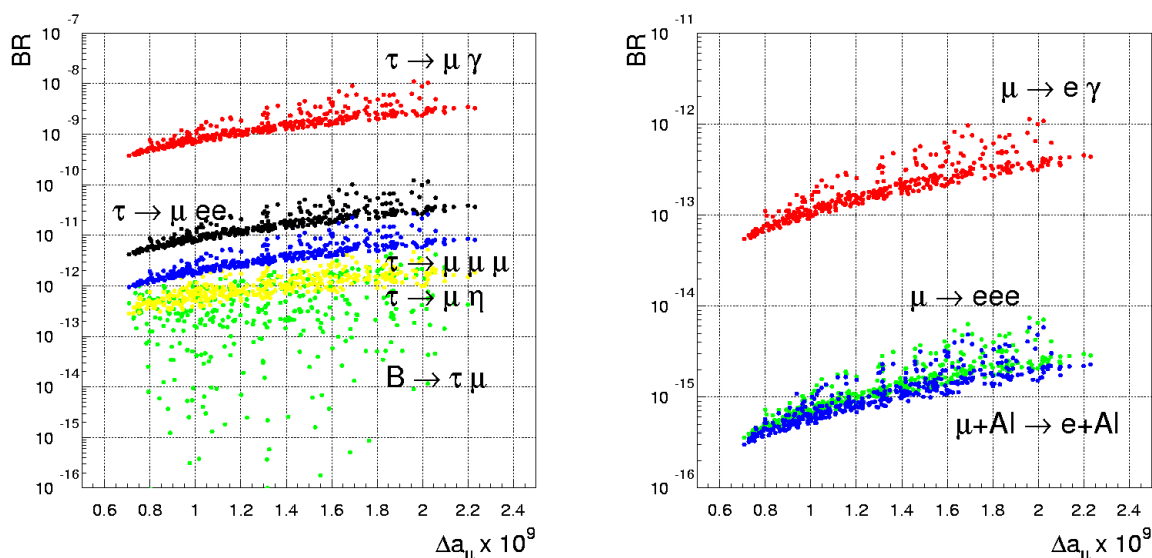 BR
10 -7
10 -8
10 -9
10 -10
10 -11
10 -12
10 -13
10 -14
10 -15
10 -16
τ → μ γ
τ → μ ee
τ → μ μ μ
τ → μ η
B → τ μ
0.6 0.8 1 1.2 1.4 1.6 1.8 2 2.2 2.4
Δaμ x 10 9
BR
10 -11
10 -12
10 -13
10 -14
10 -15
10 -16
μ → e γ
μ → eee
μ+Al → e+Al
0.6 0.8 1 1.2 1.4 1.6 1.8 2 2.2 2.4
Δaμ x 10 9